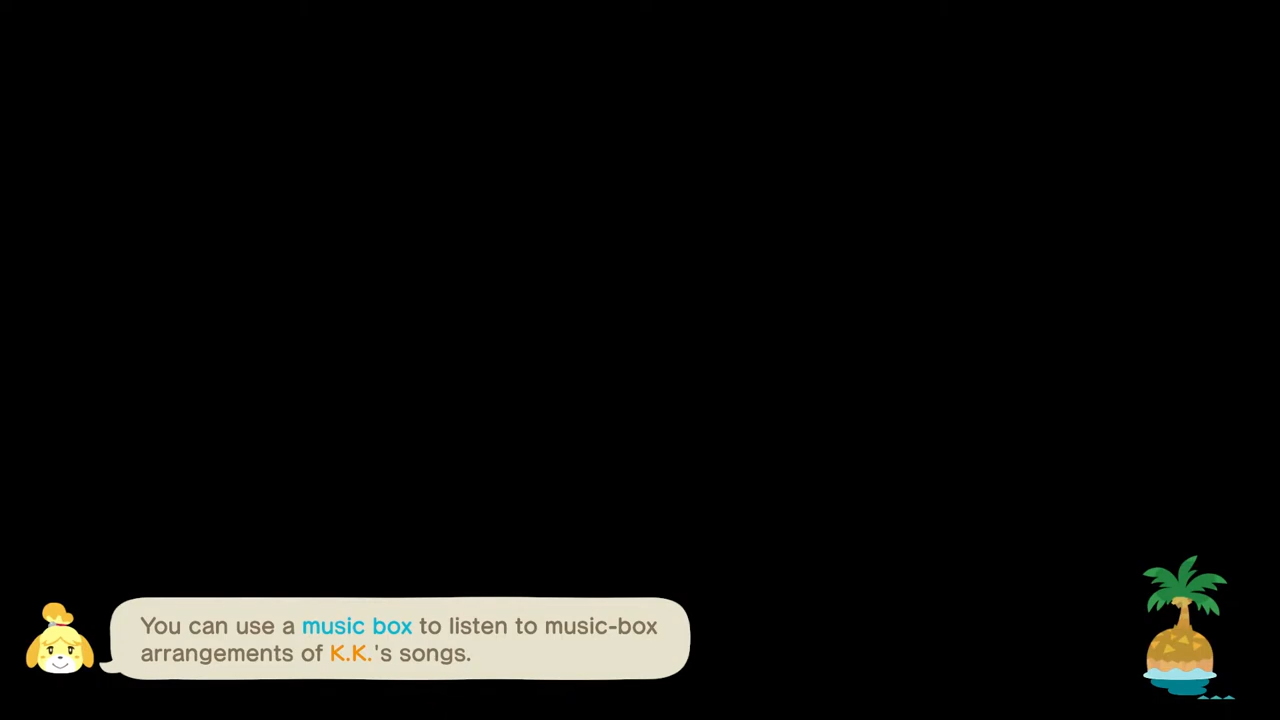 You can use a music box to listen to music-box
arrangements of K.K.'s songs.